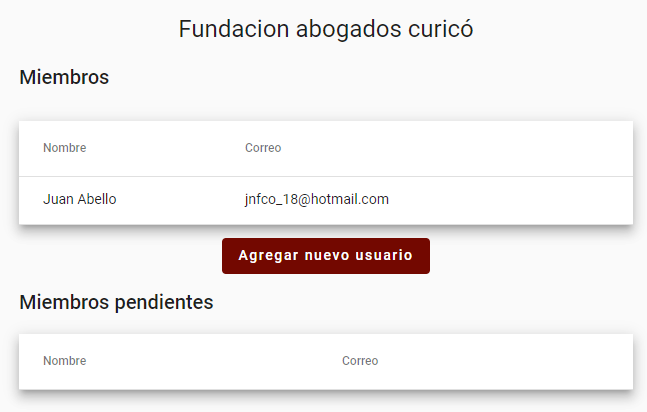 Fundacion abogados curicó
Miembros
Nombre Correo
Juan Abello jnfco_18@hotmail.com
Agregar nuevo usuario
Miembros pendientes
Nombre Correo